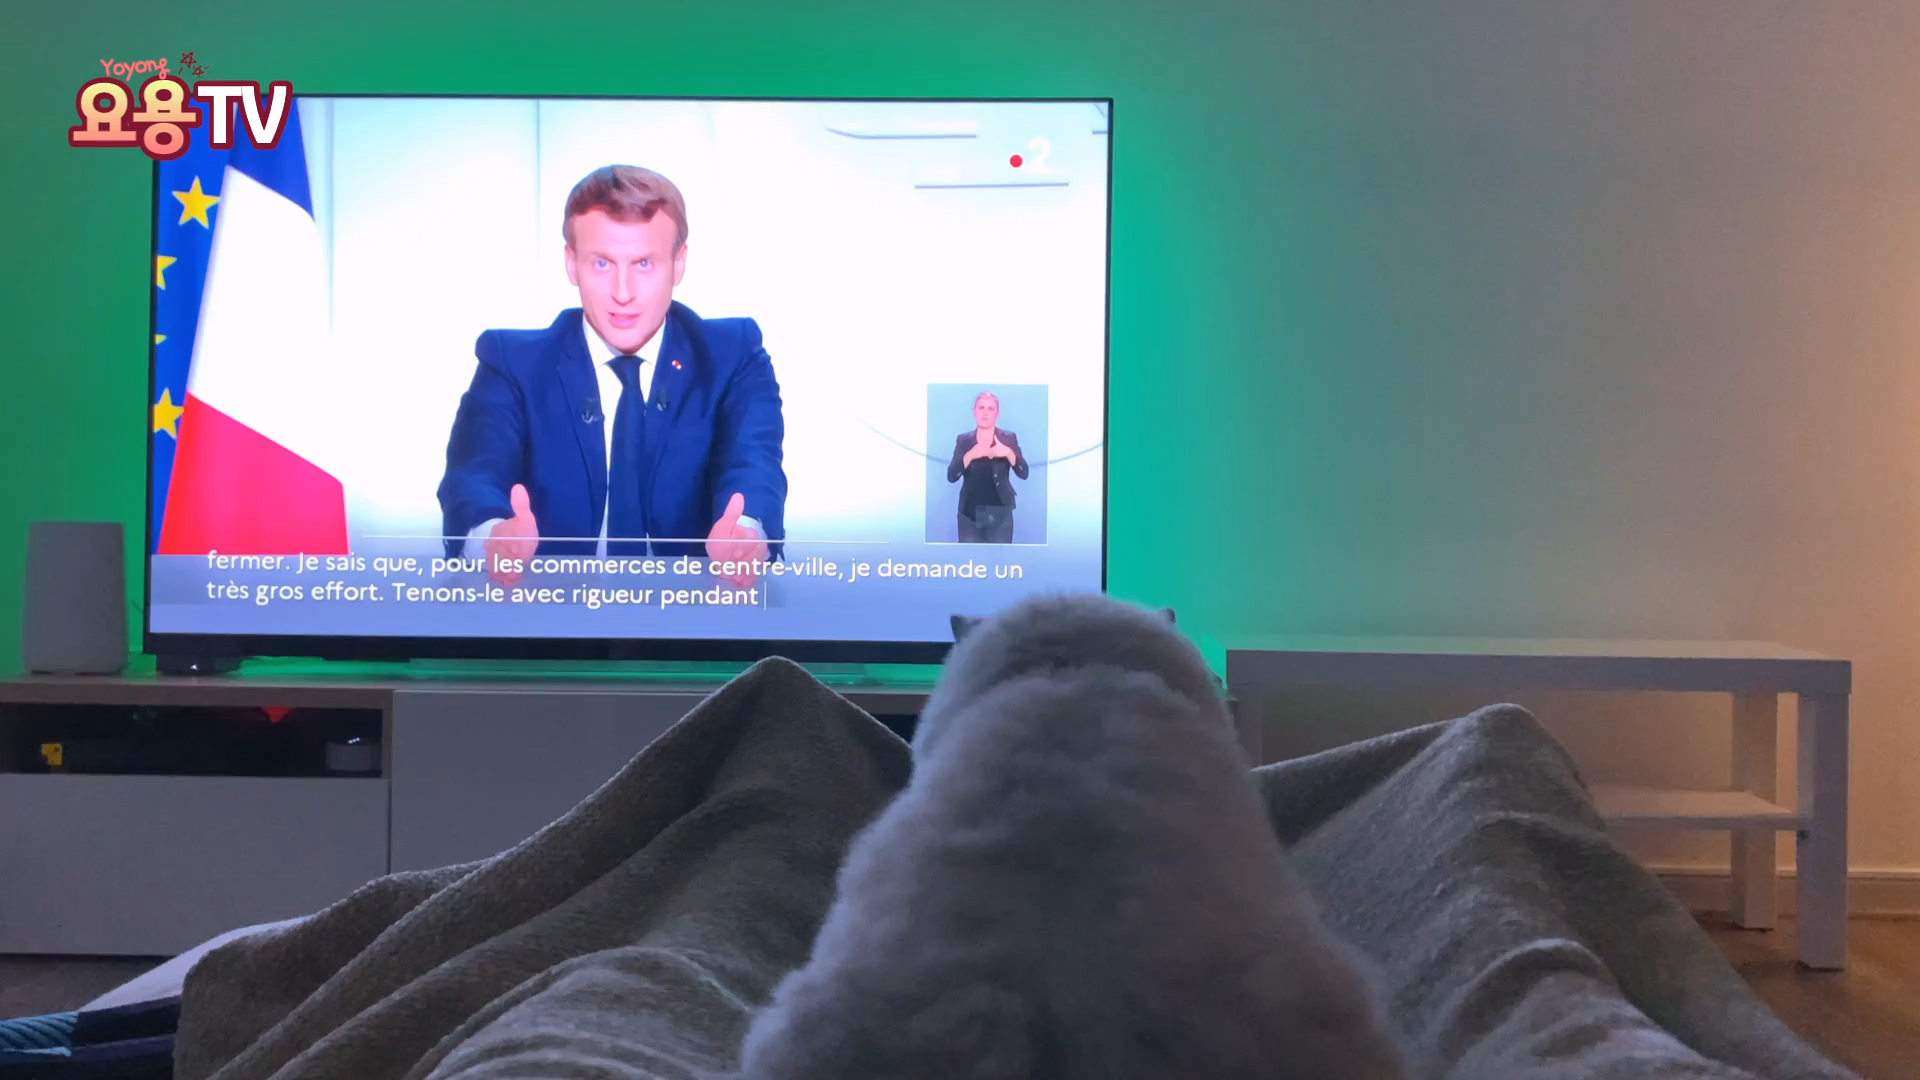 Yoyong
요용TV
2
fermer. Je sais que, pour les commerces de centre-ville, je demande un
très gros effort. Tenons-le avec rigueur pendant